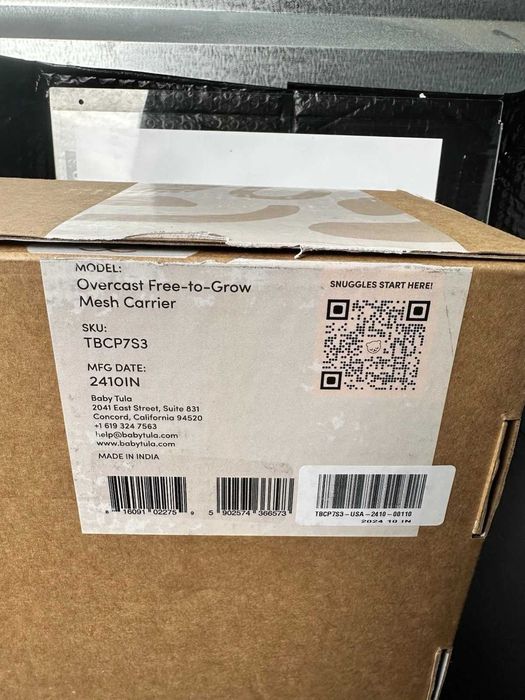 MODEL:
Overcast Free-to-Grow
Mesh Carrier
SKU:
TBCP7S3
MFG DATE:
2410IN
Baby Tula
2041 East Street, Suite 831
Concord, California 94520
+1 619 324 7563
help@babytula.com
www.babytula.com
MADE IN INDIA
SNUGGLES START HERE!
8 16091 02275 9
5 902574 366573
TBCP7S3-USA-2410-00110
2024 10 IN